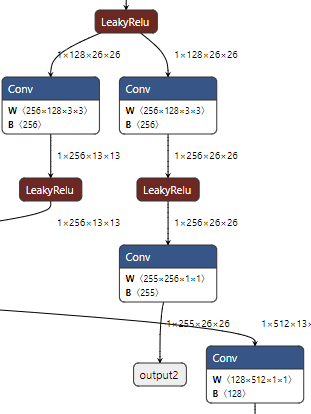 LeakyRelu
1×128×26×26 1×128×26×26
Conv Conv
W ⟨256×128×3×3⟩ W ⟨256×128×3×3⟩
B ⟨256⟩ B ⟨256⟩
1×256×13×13 1×256×26×26
LeakyRelu LeakyRelu
1×256×13×13 1×256×26×26
Conv
W ⟨255×256×1×1⟩
B ⟨255⟩
1×255×26×26 1×512×13×
output2
Conv
W ⟨128×512×1×1⟩
B ⟨128⟩